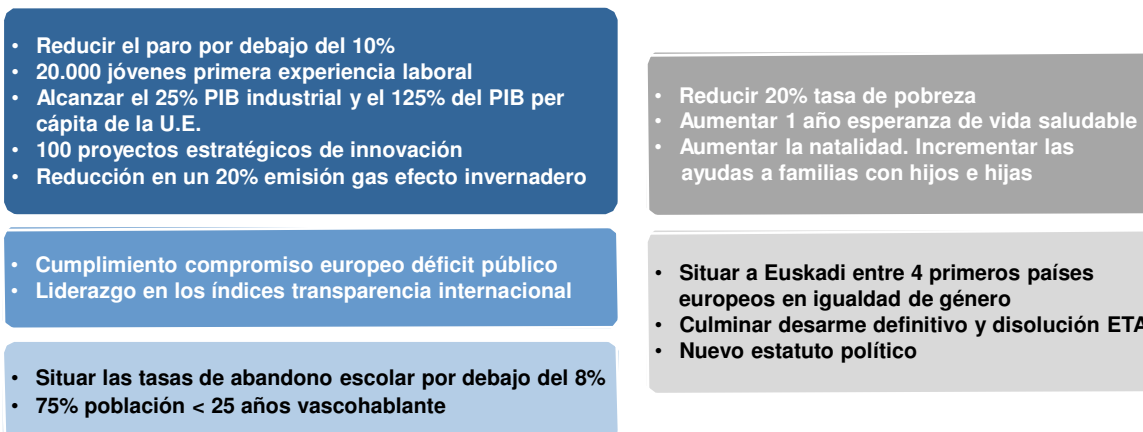 • Reducir el paro por debajo del 10%
• 20.000 jóvenes primera experiencia laboral
• Alcanzar el 25% PIB industrial y el 125% del PIB per
cápita de la U.E.
• 100 proyectos estratégicos de innovación
• Reducción en un 20% emisión gas efecto invernadero
• Cumplimiento compromiso europeo déficit público
• Liderazgo en los índices transparencia internacional
• Situar las tasas de abandono escolar por debajo del 8%
• 75% población < 25 años vascohablante
• Reducir 20% tasa de pobreza
• Aumentar 1 año esperanza de vida saludable
• Aumentar la natalidad. Incrementar las
ayudas a familias con hijos e hijas
• Situar a Euskadi entre 4 primeros países
europeos en igualdad de género
• Culminar desarme definitivo y disolución ETA
• Nuevo estatuto político